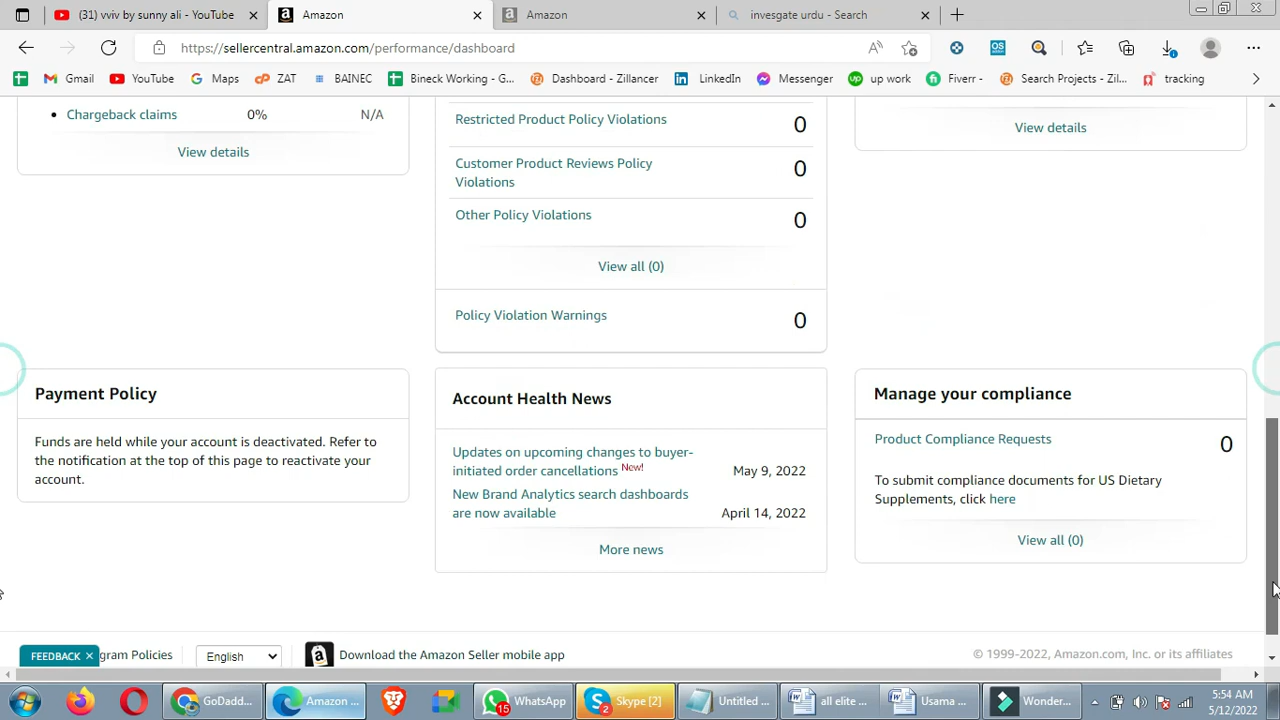 (31) vviv by sunny ali - YouTube
Amazon
Amazon
invesgate urdu - Search
https://sellercentral.amazon.com/performance/dashboard
Gmail
YouTube
Maps
ZAT
BAINEC
Bineck Working - G...
Dashboard - Zillancer
LinkedIn
Messenger
up work
Fiverr -
Search Projects - Zil...
tracking
Chargeback claims 0% N/A
View details
Restricted Product Policy Violations 0
Customer Product Reviews Policy
Violations 0
Other Policy Violations 0
View all (0)
Policy Violation Warnings 0
View details
Payment Policy
Funds are held while your account is deactivated. Refer to
the notification at the top of this page to reactivate your
account.
Account Health News
Updates on upcoming changes to buyer-
initiated order cancellations New! May 9, 2022
New Brand Analytics search dashboards
are now available April 14, 2022
More news
Manage your compliance
Product Compliance Requests 0
To submit compliance documents for US Dietary
Supplements, click here
View all (0)
FEEDBACK ×
gram Policies
English
Download the Amazon Seller mobile app
© 1999-2022, Amazon.com, Inc. or its affiliates
GoDadd...
Amazon ...
WhatsApp
15
Skype [2]
2
Untitled ...
all elite ...
Usama ...
Wonder...
5:54 AM
5/12/2022